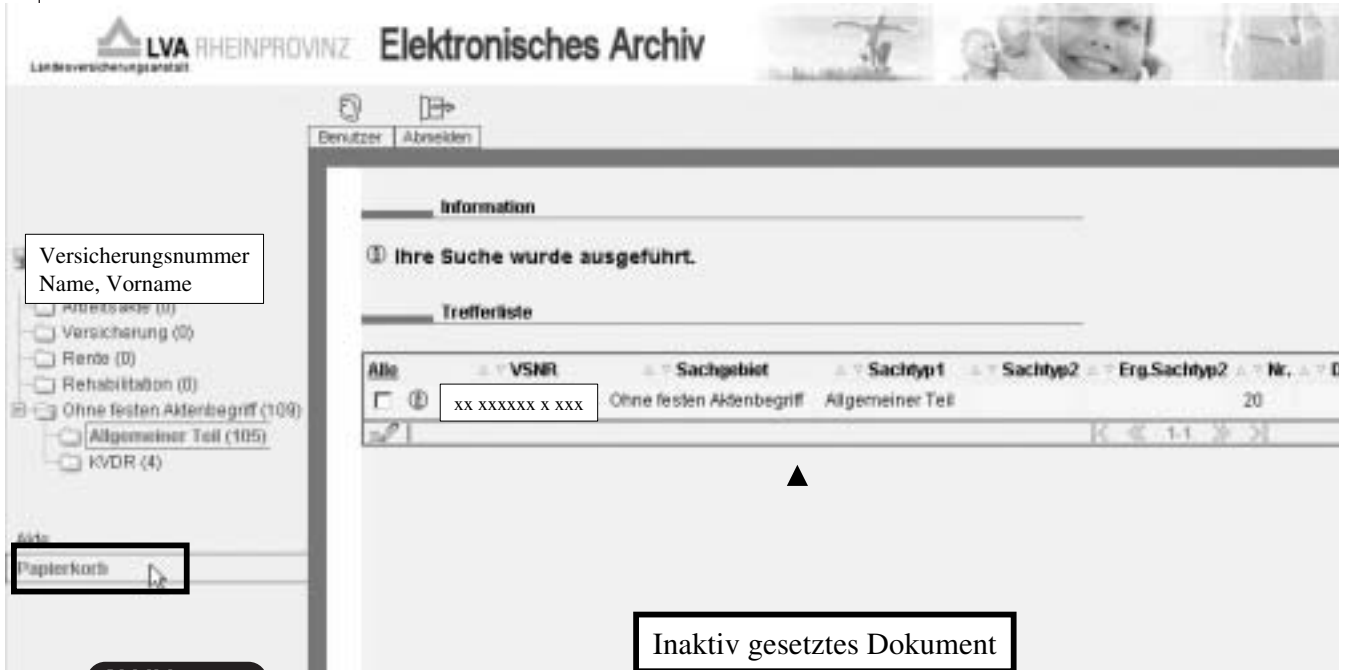 LVA RHEINPROVINZ
Landesversicherungsanstalt
Elektronisches Archiv
Benutzer Abmelden
Information
Ihre Suche wurde ausgeführt.
Trefferliste
Versicherungsnummer
Name, Vorname
Arbeitsakte (0)
Versicherung (0)
Rente (0)
Rehabilitation (0)
Ohne festen Aktenbegriff (109)
Allgemeiner Teil (105)
KVDR (4)
Alle VSNR Sachgebiet Sachtyp1 Sachtyp2 Erg.Sachtyp2 Nr. D
xx xxxxxx x xxx Ohne festen Aktenbegriff Allgemeiner Teil 20
1-1
Akte
Papierkorb
Inaktiv gesetztes Dokument